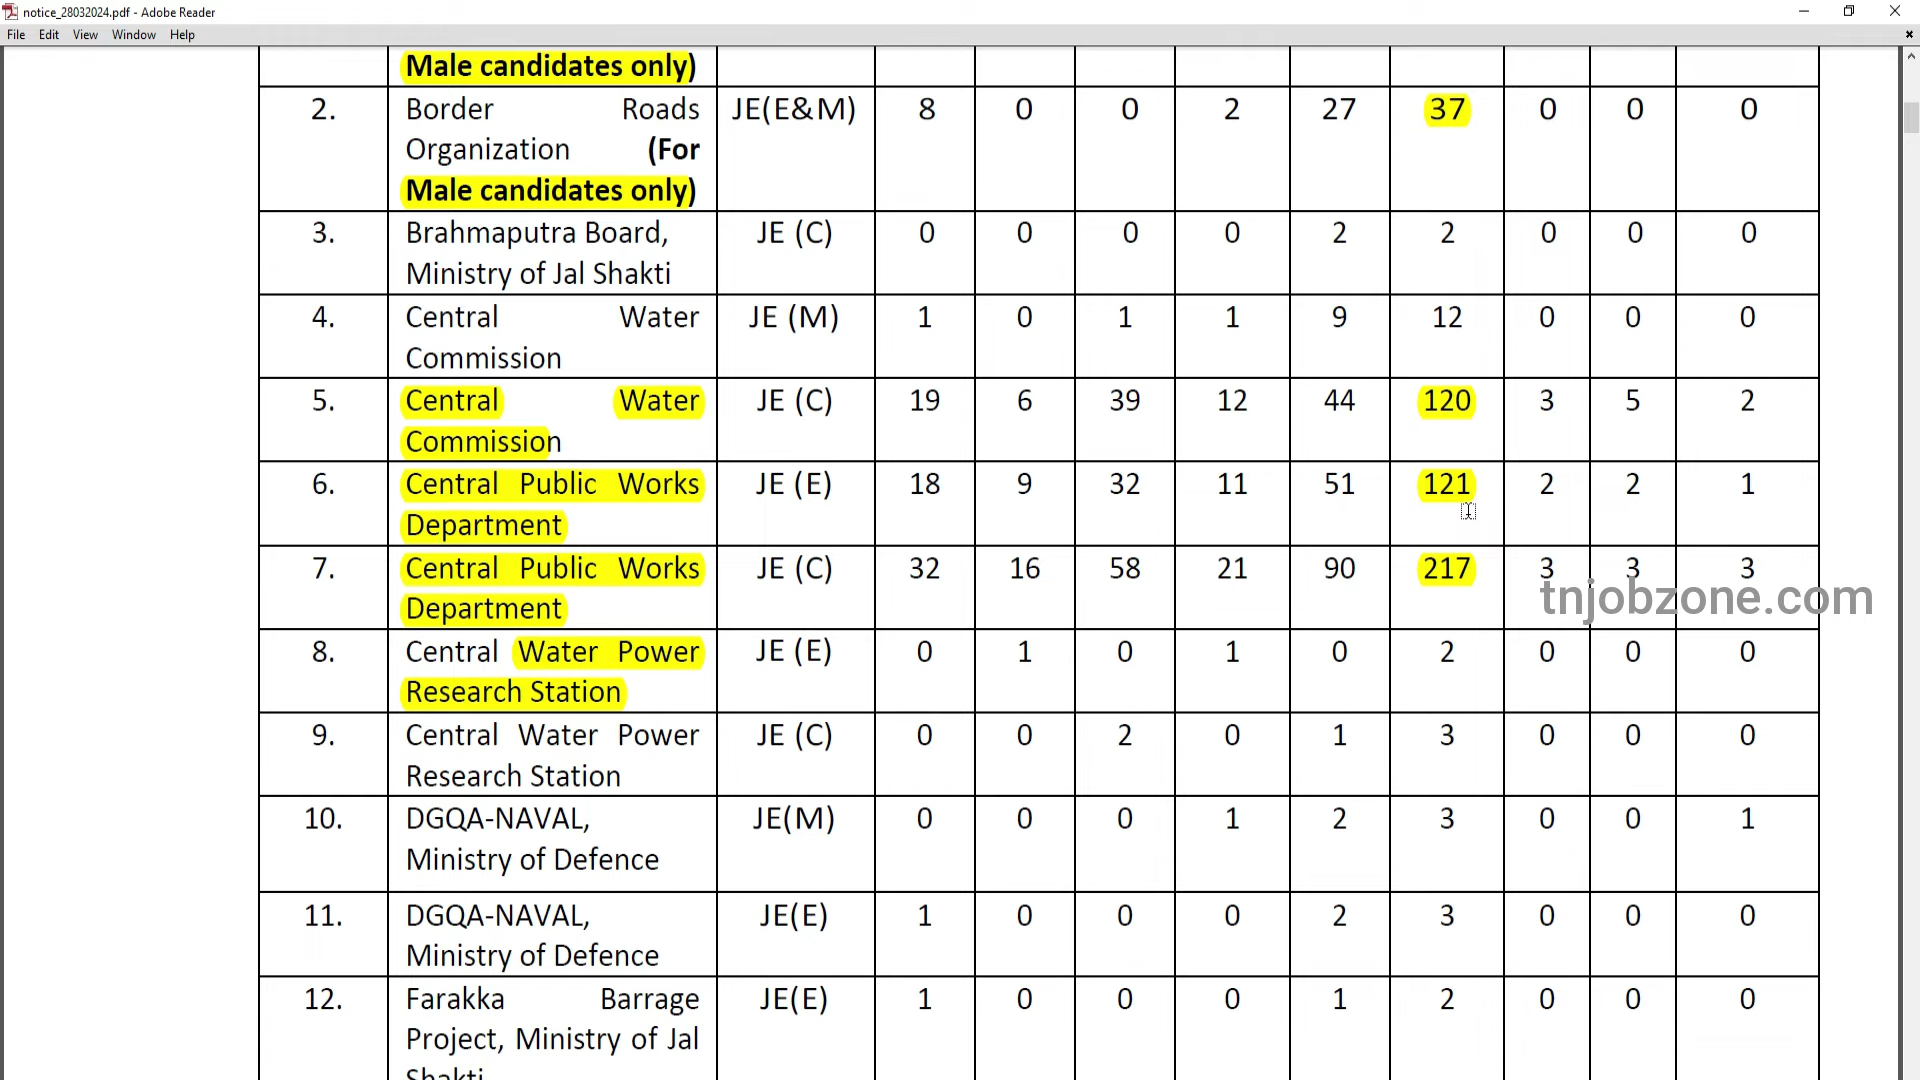 notice_28032024.pdf - Adobe Reader
File Edit View Window Help
Male candidates only)
2. Border Roads JE(E&M) 8 0 0 2 27 37 0 0 0
Organization (For
Male candidates only)
3. Brahmaputra Board, JE (C) 0 0 0 0 2 2 0 0 0
Ministry of Jal Shakti
4. Central Water JE (M) 1 0 1 1 9 12 0 0 0
Commission
5. Central Water JE (C) 19 6 39 12 44 120 3 5 2
Commission
6. Central Public Works JE (E) 18 9 32 11 51 121 2 2 1
Department
7. Central Public Works JE (C) 32 16 58 21 90 217 3 3 3
Department
tnjobzone.com
8. Central Water Power JE (E) 0 1 0 1 0 2 0 0 0
Research Station
9. Central Water Power JE (C) 0 0 2 0 1 3 0 0 0
Research Station
10. DGQA-NAVAL, JE(M) 0 0 0 1 2 3 0 0 1
Ministry of Defence
11. DGQA-NAVAL, JE(E) 1 0 0 0 2 3 0 0 0
Ministry of Defence
12. Farakka Barrage JE(E) 1 0 0 0 1 2 0 0 0
Project, Ministry of Jal
Shakti